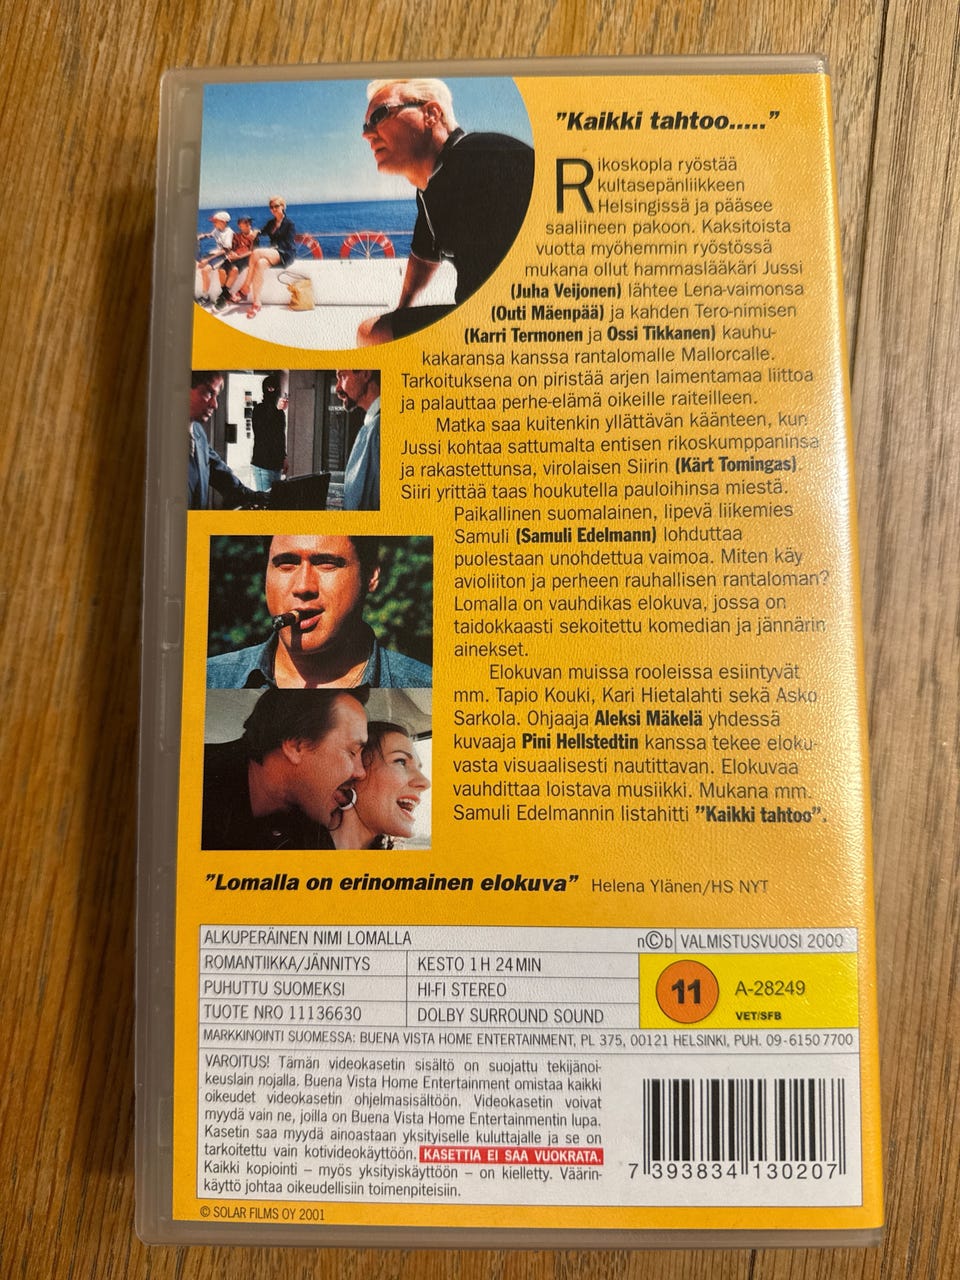 "Kaikki tahtoo....."
Rikoskopla ryöstää
kultasepänliikkeen
Helsingissä ja pääsee
saaliineen pakoon. Kaksitoista
vuotta myöhemmin ryöstössä
mukana ollut hammaslääkäri Jussi
(Juha Veijonen) lähtee Lena-vaimonsa
(Outi Mäenpää) ja kahden Tero-nimisen
(Karri Termonen ja Ossi Tikkanen) kauhu-
kakaransa kanssa rantalomalle Mallorcalle.
Tarkoituksena on piristää arjen laimentamaa liittoa
ja palauttaa perhe-elämä oikeille raiteilleen.
Matka saa kuitenkin yllättävän käänteen, kun
Jussi kohtaa sattumalta entisen rikoskumppaninsa
ja rakastettunsa, virolaisen Siirin (Kärt Tomingas).
Siiri yrittää taas houkutella pauloihinsa miestä.
Paikallinen suomalainen, lipevä liikemies
Samuli (Samuli Edelmann) lohduttaa
puolestaan unohdettua vaimoa. Miten käy
avioliiton ja perheen rauhallisen rantaloman?
Lomalla on vauhdikas elokuva, jossa on
taidokkaasti sekoitettu komedian ja jännärin
ainekset.
Elokuvan muissa rooleissa esiintyvät
mm. Tapio Kouki, Kari Hietalahti sekä Asko
Sarkola. Ohjaaja Aleksi Mäkelä yhdessä
kuvaaja Pini Hellstedtin kanssa tekee eloku-
vasta visuaalisesti nautittavan. Elokuvaa
vauhdittaa loistava musiikki. Mukana mm.
Samuli Edelmannin listahitti "Kaikki tahtoo".
"Lomalla on erinomainen elokuva" Helena Ylänen/HS NYT
ALKUPERÄINEN NIMI LOMALLA n©b VALMISTUSVUOSI 2000
ROMANTIIKKA/JÄNNITYS KESTO 1 H 24 MIN
PUHUTTU SUOMEKSI HI-FI STEREO
TUOTE NRO 11136630 DOLBY SURROUND SOUND
11 A-28249
VET/SFB
MARKKINOINTI SUOMESSA: BUENA VISTA HOME ENTERTAINMENT, PL 375, 00121 HELSINKI, PUH. 09-6150 7700
VAROITUS! Tämän videokasetin sisältö on suojattu tekijänoi-
keuslain nojalla. Buena Vista Home Entertainment omistaa kaikki
oikeudet videokasetin ohjelmasisältöön. Videokasetin voivat
myydä vain ne, joilla on Buena Vista Home Entertainmentin lupa.
Kasetin saa myydä ainoastaan yksityiselle kuluttajalle ja se on
tarkoitettu vain kotivideokäyttöön. KASETTIA EI SAA VUOKRATA.
Kaikki kopiointi – myös yksityiskäyttöön – on kielletty. Väärin-
käyttö johtaa oikeudellisiin toimenpiteisiin.
7 393834 130207
© SOLAR FILMS OY 2001